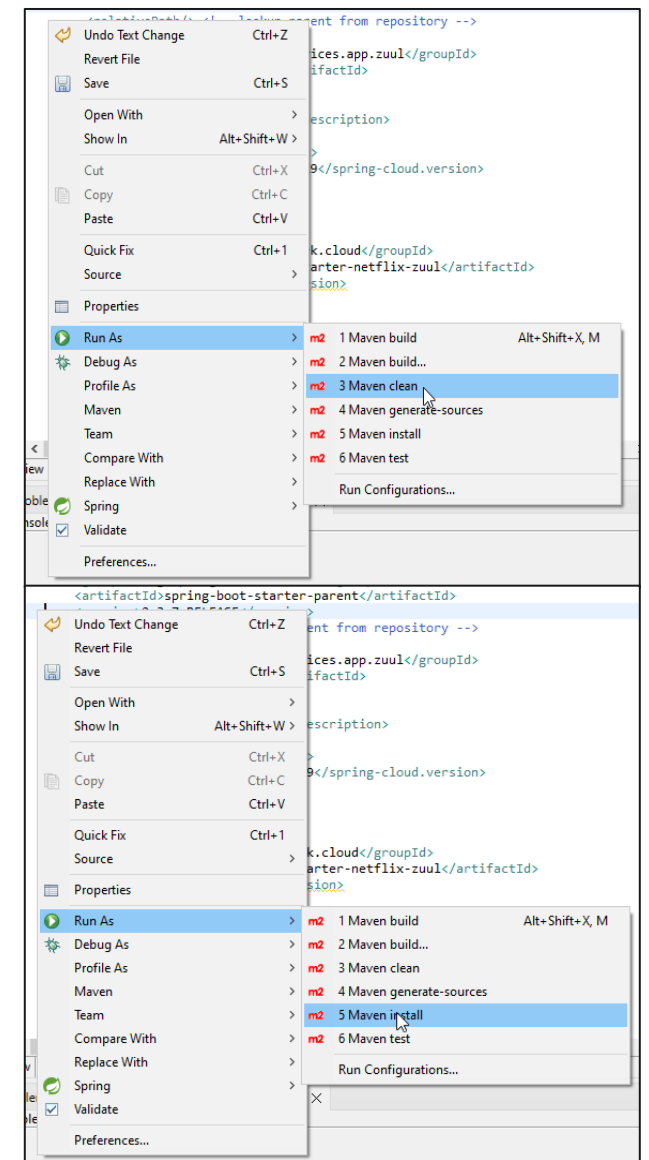 <relativePath/> <!-- lookup parent from repository -->
Undo Text Change Ctrl+Z
ices.app.zuul</groupId>
Revert File
ifactId>
Save Ctrl+S
Open With >
escription>
Show In Alt+Shift+W >
>
Cut Ctrl+X
9</spring-cloud.version>
Copy Ctrl+C
Paste Ctrl+V
Quick Fix Ctrl+1
k.cloud</groupId>
Source >
arter-netflix-zuul</artifactId>
sion>
Properties
Run As > m2 1 Maven build Alt+Shift+X, M
Debug As > m2 2 Maven build...
Profile As > m2 3 Maven clean
Maven > m2 4 Maven generate-sources
Team > m2 5 Maven install
Compare With > m2 6 Maven test
iew
Replace With > Run Configurations...
oble
Spring >
nsole
Validate
Preferences...
<artifactId>spring-boot-starter-parent</artifactId>
Undo Text Change Ctrl+Z
ent from repository -->
Revert File
ices.app.zuul</groupId>
Save Ctrl+S
ifactId>
Open With >
escription>
Show In Alt+Shift+W >
>
Cut Ctrl+X
9</spring-cloud.version>
Copy Ctrl+C
Paste Ctrl+V
Quick Fix Ctrl+1
k.cloud</groupId>
Source >
arter-netflix-zuul</artifactId>
sion>
Properties
Run As > m2 1 Maven build Alt+Shift+X, M
Debug As > m2 2 Maven build...
Profile As > m2 3 Maven clean
Maven > m2 4 Maven generate-sources
Team > m2 5 Maven install
Compare With > m2 6 Maven test
Replace With > Run Configurations...
Spring >
Validate
Preferences...